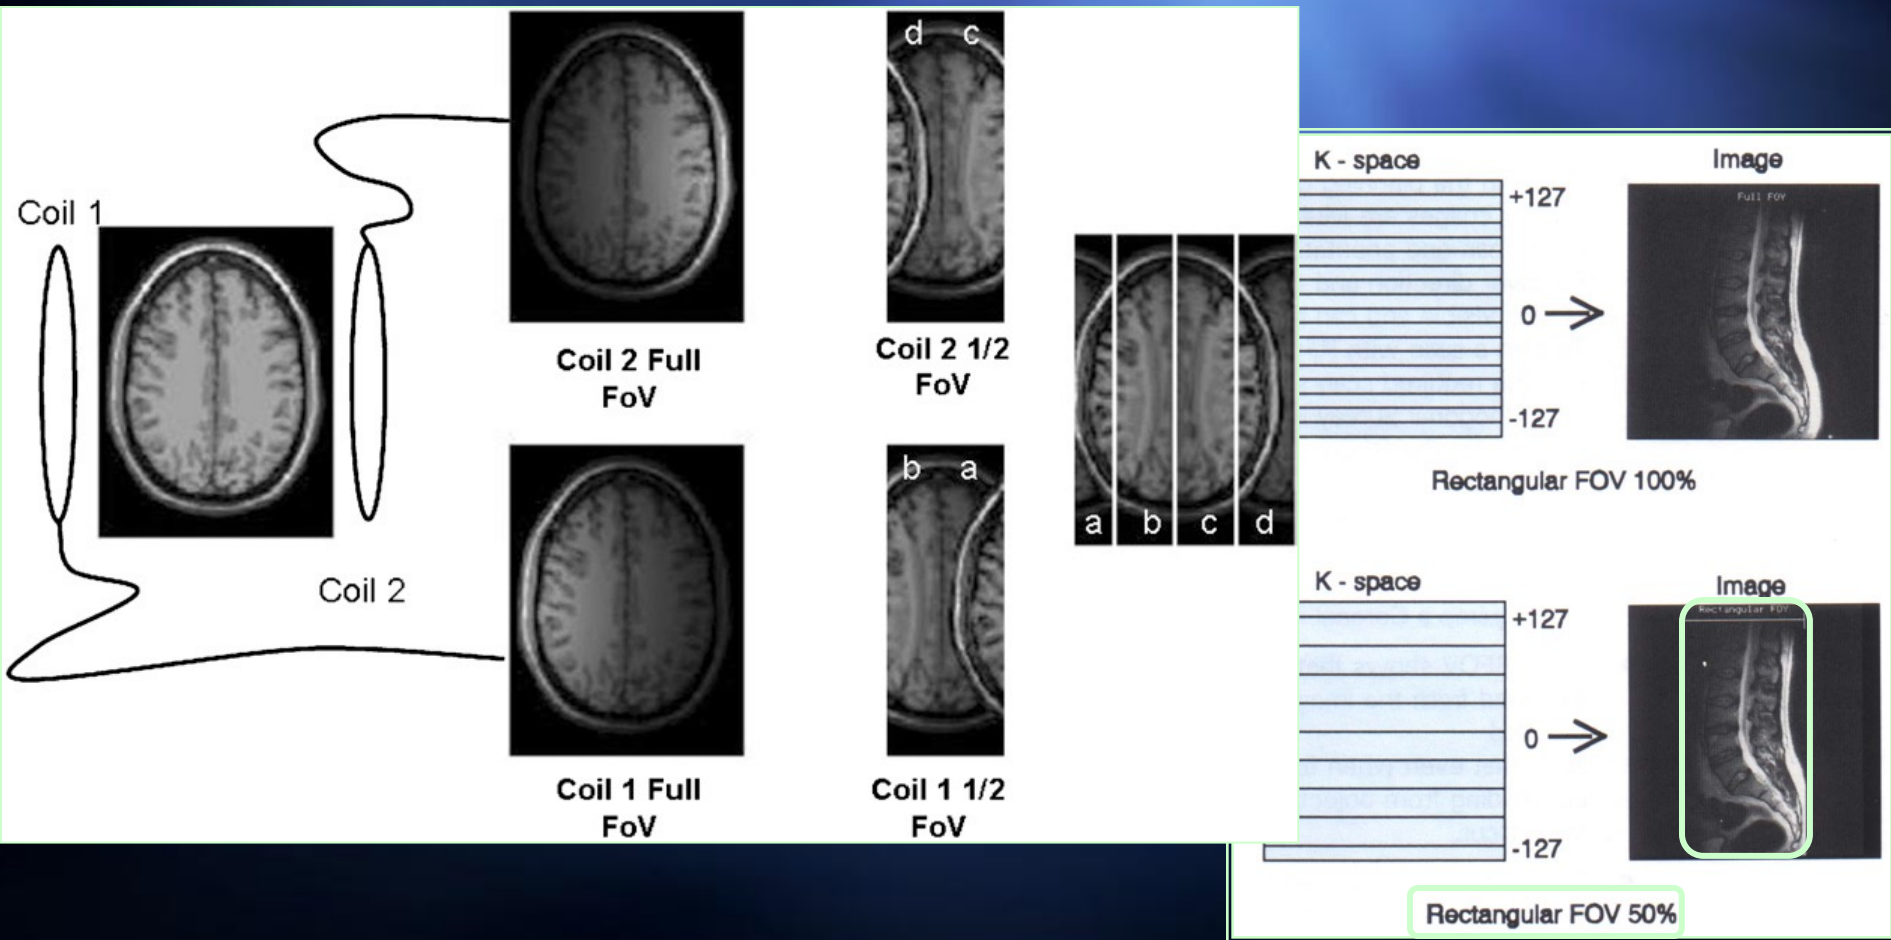 d c
Coil 1
Coil 2 Full
FoV
Coil 2 1/2
FoV
b a
a b c d
Coil 2
Coil 1 Full
FoV
Coil 1 1/2
FoV
K - space
Image
+127
Full FOV
0
-127
Rectangular FOV 100%
K - space
Image
+127
Rectangular FOV
0
-127
Rectangular FOV 50%